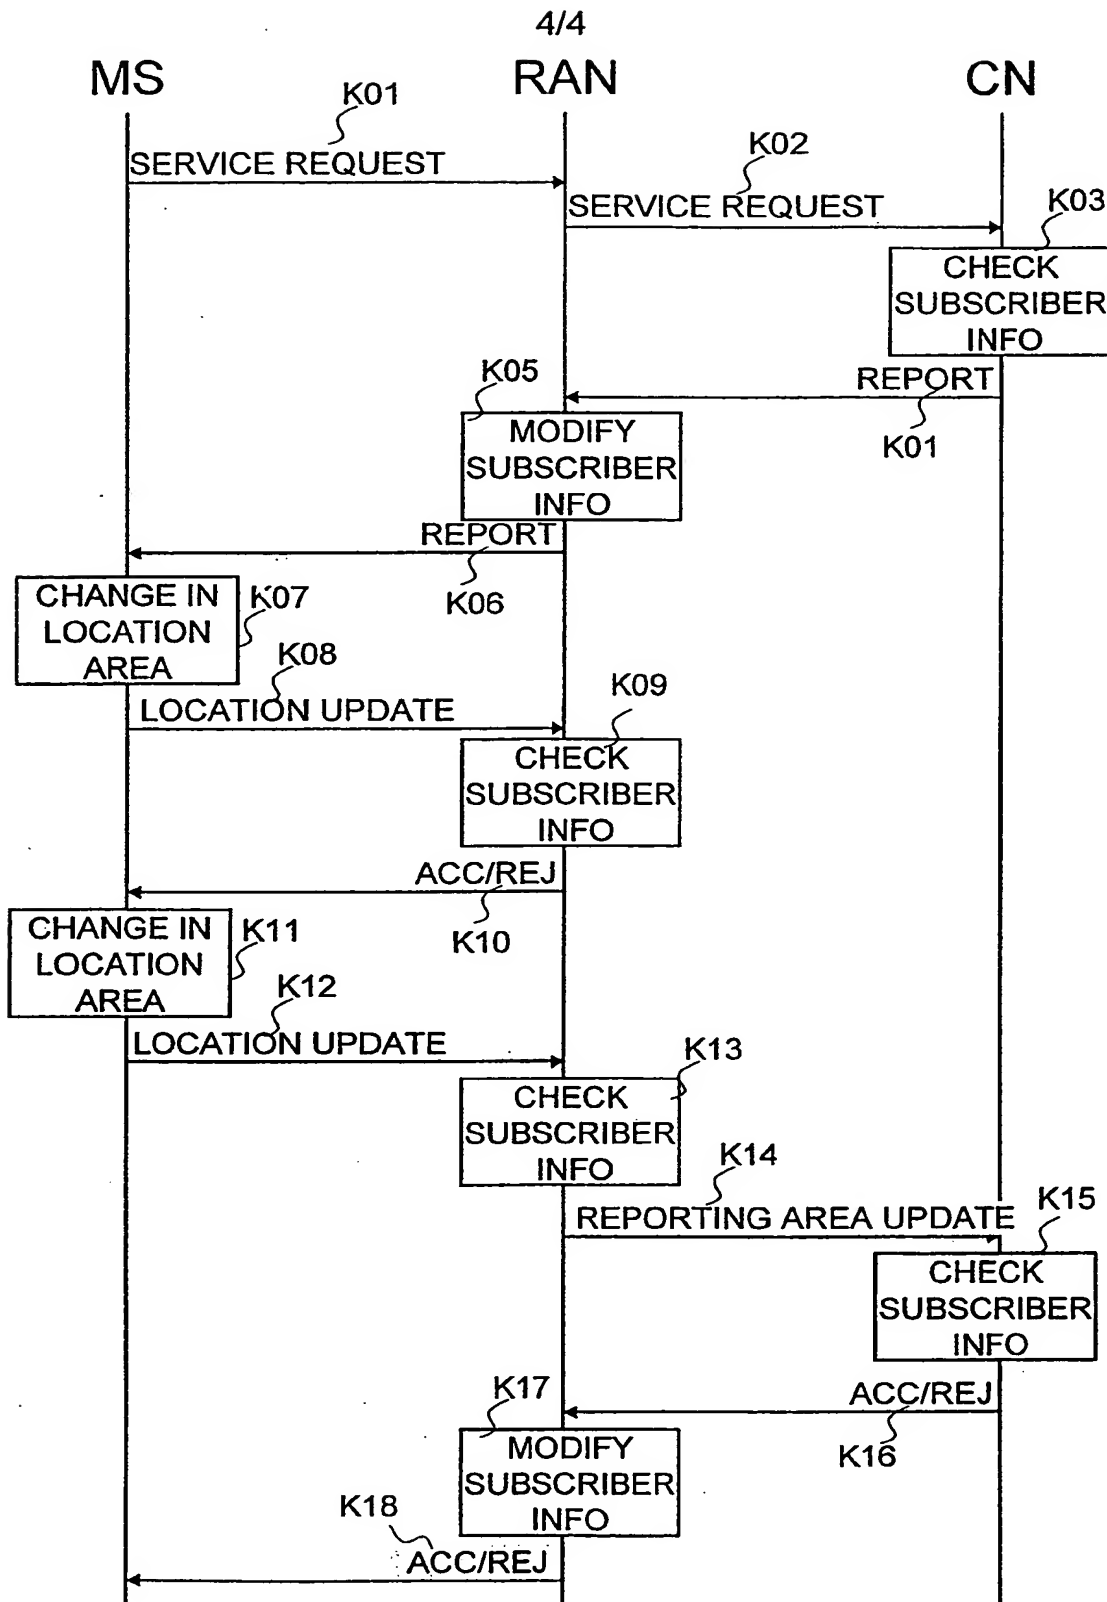 4/4
MS RAN CN
K01
SERVICE REQUEST
K02
SERVICE REQUEST
K03
CHECK
SUBSCRIBER
INFO
REPORT
K01
K05
MODIFY
SUBSCRIBER
INFO
REPORT
K06
CHANGE IN
LOCATION
AREA
K07
K08
LOCATION UPDATE
K09
CHECK
SUBSCRIBER
INFO
ACC/REJ
K10
CHANGE IN
LOCATION
AREA
K11
K12
LOCATION UPDATE
K13
CHECK
SUBSCRIBER
INFO
K14
REPORTING AREA UPDATE
K15
CHECK
SUBSCRIBER
INFO
ACC/REJ
K16
K17
MODIFY
SUBSCRIBER
INFO
K18
ACC/REJ